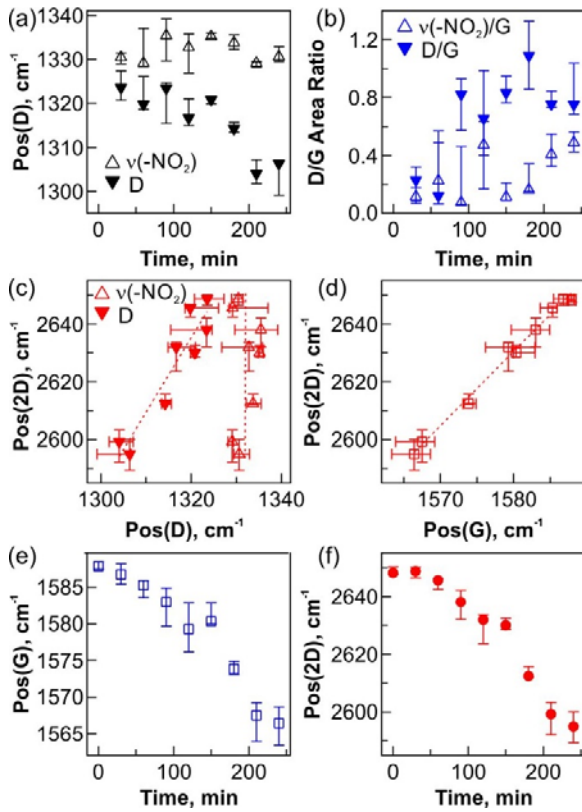 (a)
Pos(D), cm⁻¹
1340
1330
1320
1310
1300
△ ν(-NO₂)
▼ D
0 100 200
Time, min
(b)
△ ν(-NO₂)/G
▼ D/G
D/G Area Ratio
1.2
0.8
0.4
0.0
0 100 200
Time, min
(c)
△ ν(-NO₂)
▼ D
Pos(2D), cm⁻¹
2640
2620
2600
1300 1320 1340
Pos(D), cm⁻¹
(d)
Pos(2D), cm⁻¹
2640
2620
2600
1570 1580
Pos(G), cm⁻¹
(e)
Pos(G), cm⁻¹
1585
1580
1575
1570
1565
0 100 200
Time, min
(f)
Pos(2D), cm⁻¹
2640
2620
2600
0 100 200
Time, min